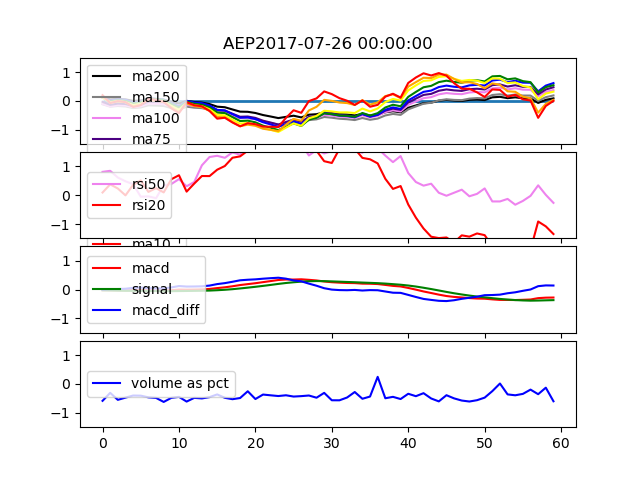 AEP2017-07-26 00:00:00
1
0
−1
ma200
ma150
ma100
ma75
1
0
−1
rsi50
rsi20
ma10
1
0
−1
macd
signal
macd_diff
1
0
−1
volume as pct
0 10 20 30 40 50 60